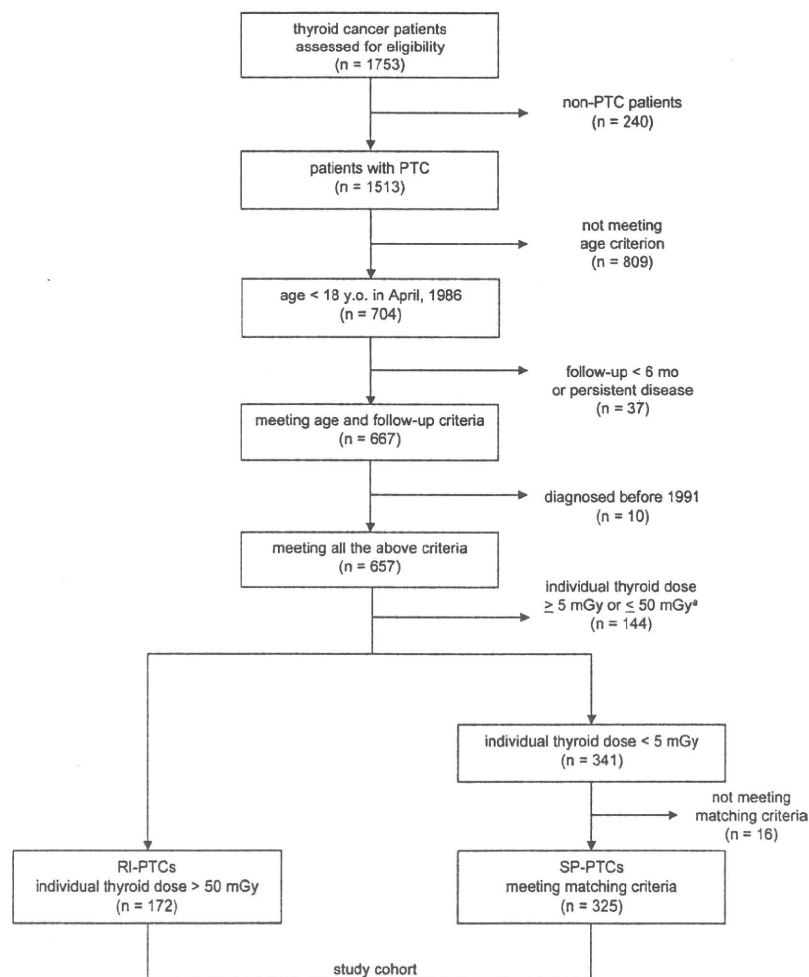 thyroid cancer patients
assessed for eligibility
(n = 1753)
non-PTC patients
(n = 240)
patients with PTC
(n = 1513)
not meeting
age criterion
(n = 809)
age < 18 y.o. in April, 1986
(n = 704)
follow-up < 6 mo
or persistent disease
(n = 37)
meeting age and follow-up criteria
(n = 667)
diagnosed before 1991
(n = 10)
meeting all the above criteria
(n = 657)
individual thyroid dose
≥ 5 mGy or ≤ 50 mGyᵃ
(n = 144)
individual thyroid dose < 5 mGy
(n = 341)
not meeting
matching criteria
(n = 16)
RI-PTCs
individual thyroid dose > 50 mGy
(n = 172)
SP-PTCs
meeting matching criteria
(n = 325)
study cohort